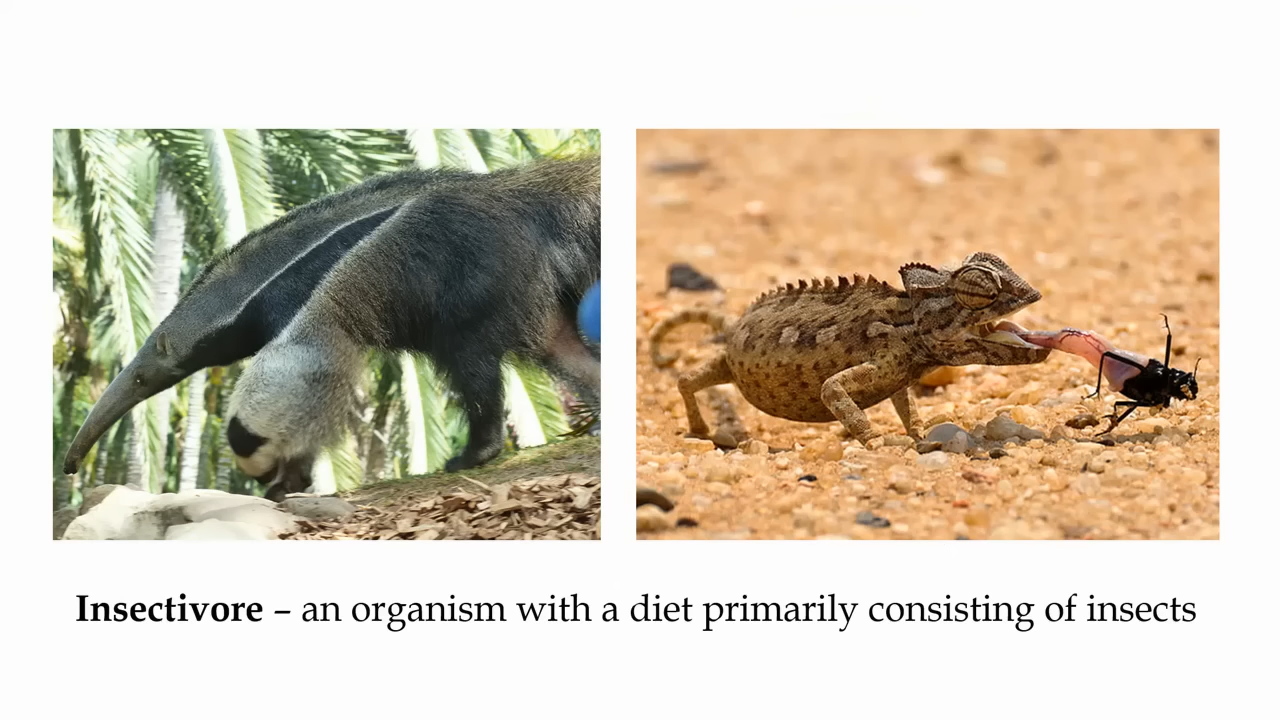 Insectivore – an organism with a diet primarily consisting of insects